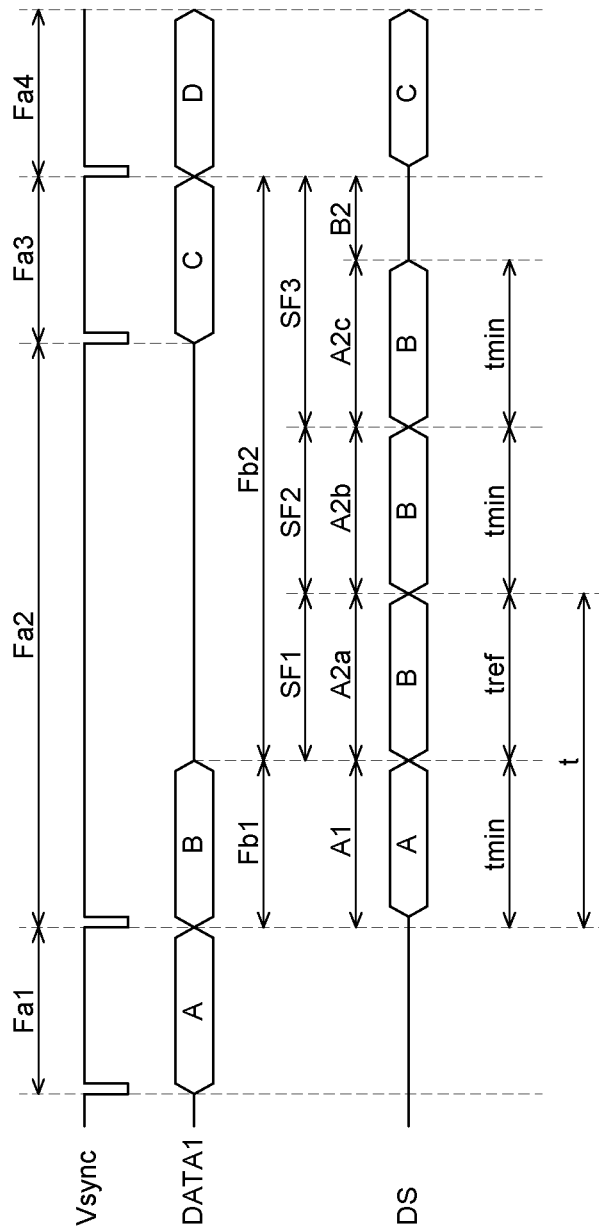 Fa1 Fa2 Fa3 Fa4
Vsync
DATA1 A B C D
Fb1 Fb2
SF1 SF2 SF3
A1 A2a A2b A2c B2
DS A B B B C
tmin tref tmin tmin
t